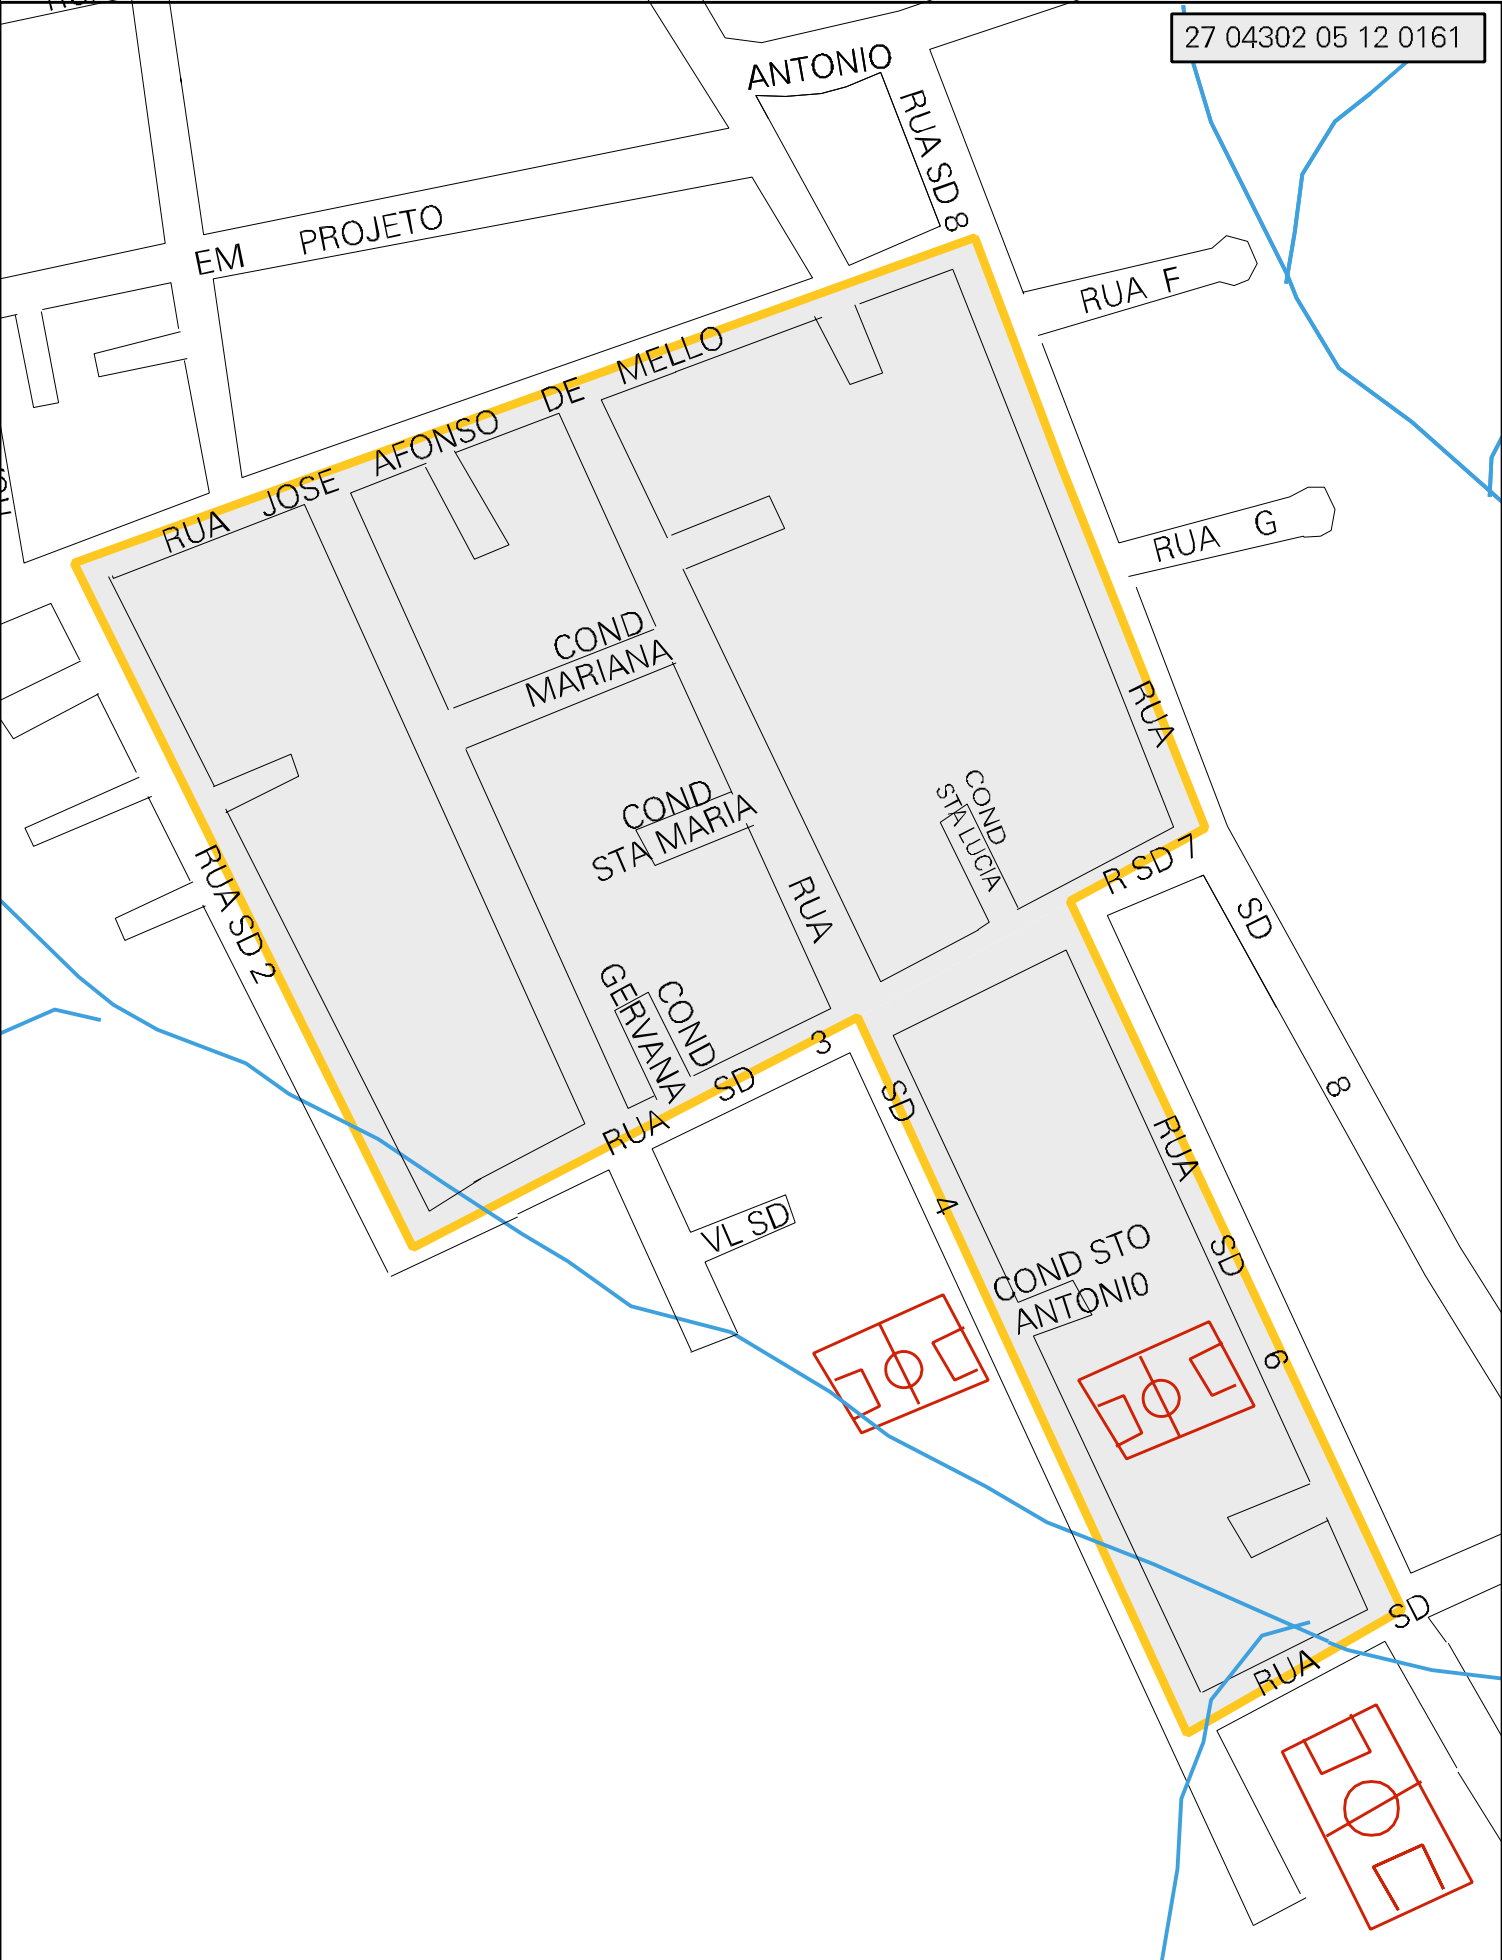 27 04302 05 12 0161
ANTONIO
RUA SD 8
EM PROJETO
RUA F
RUA JOSE AFONSO DE MELLO
RUA G
COND
MARIANA
RUA
COND
STA MARIA
COND
STA LUCIA
RUA SD 2
RUA
R SD 7
SD
COND
GERVANA
RUA SD 3
8
SD
4
RUA
SD
6
VL SD
COND STO
ANTONI0
RUA SD